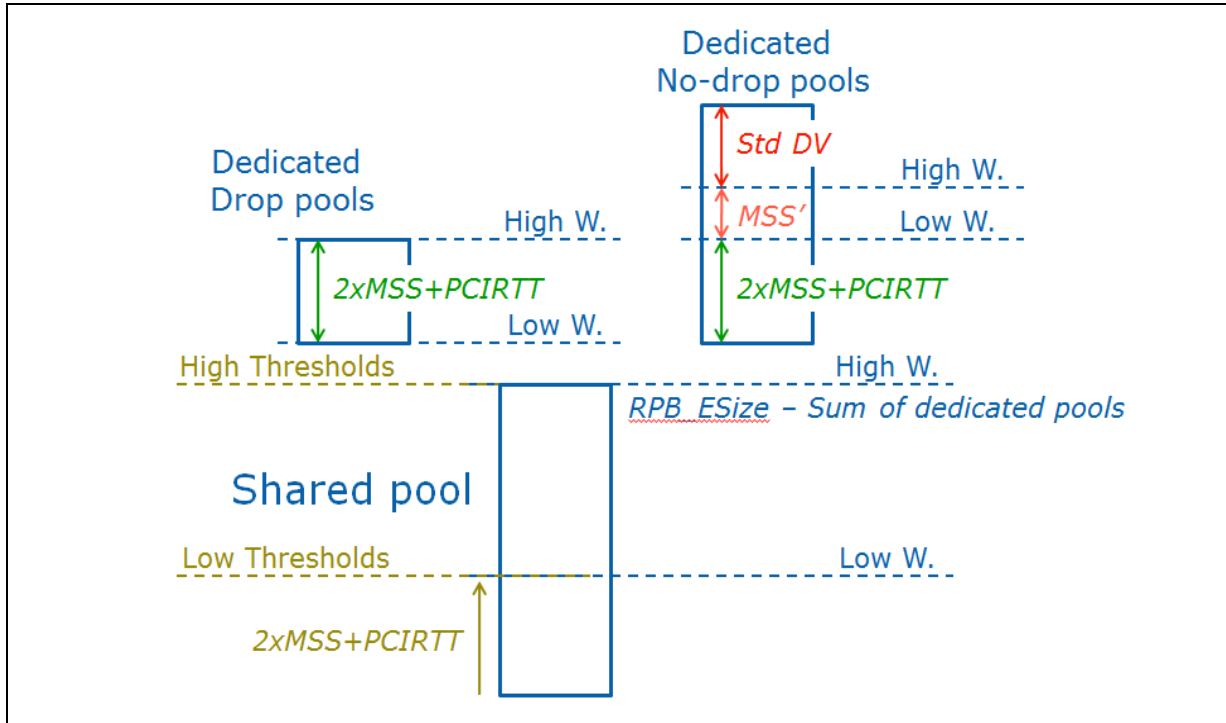 Dedicated
No-drop pools
Std DV
Dedicated
Drop pools
High W.
MSS'
High W.
Low W.
2xMSS+PCIRTT
2xMSS+PCIRTT
Low W.
High Thresholds
High W.
RPB_ESize – Sum of dedicated pools
Shared pool
Low Thresholds
Low W.
2xMSS+PCIRTT